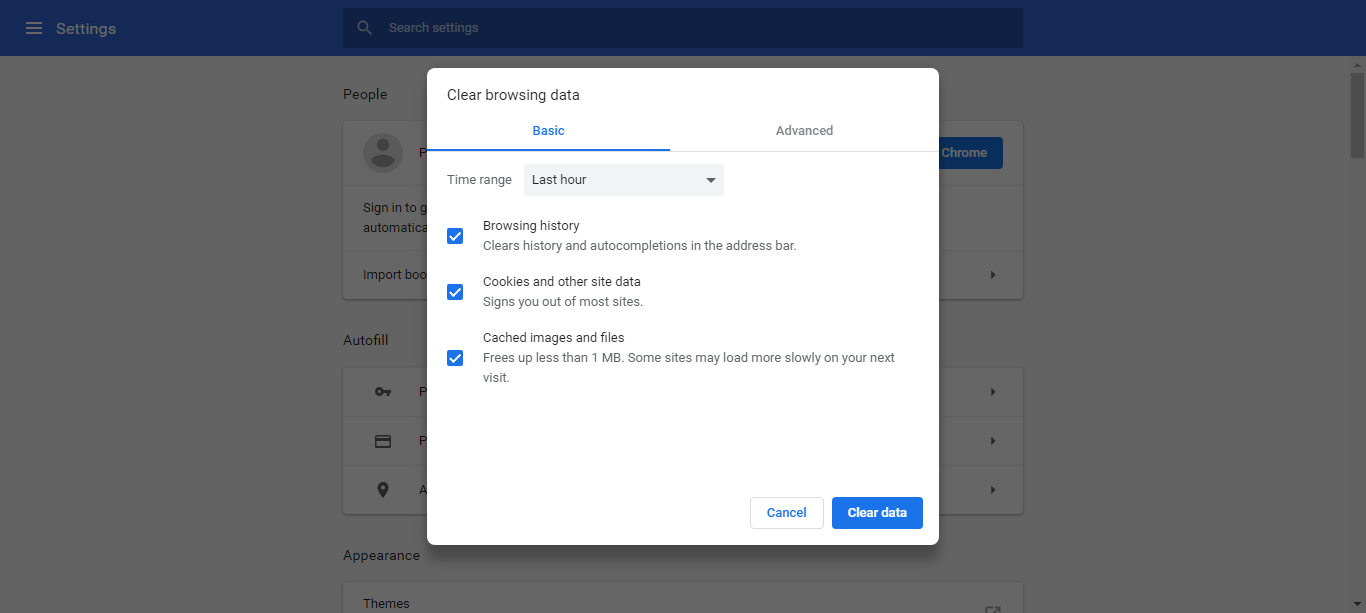 Settings
Search settings
People
Chrome
Sign in to
automatica
Import boo
Autofill
Appearance
Themes
Clear browsing data
Basic
Advanced
Time range
Last hour
Browsing history
Clears history and autocompletions in the address bar.
Cookies and other site data
Signs you out of most sites.
Cached images and files
Frees up less than 1 MB. Some sites may load more slowly on your next
visit.
Cancel
Clear data